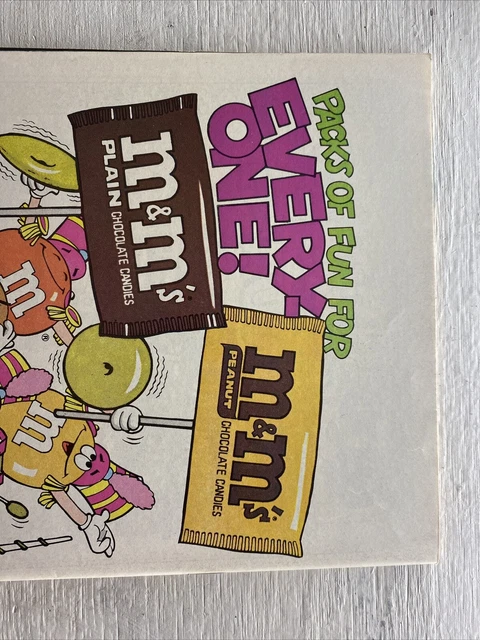 PACKS OF FUN FOR
EVERY-
ONE!
m&m's®
PLAIN CHOCOLATE CANDIES
m&m's®
PEANUT CHOCOLATE CANDIES
m
®
m